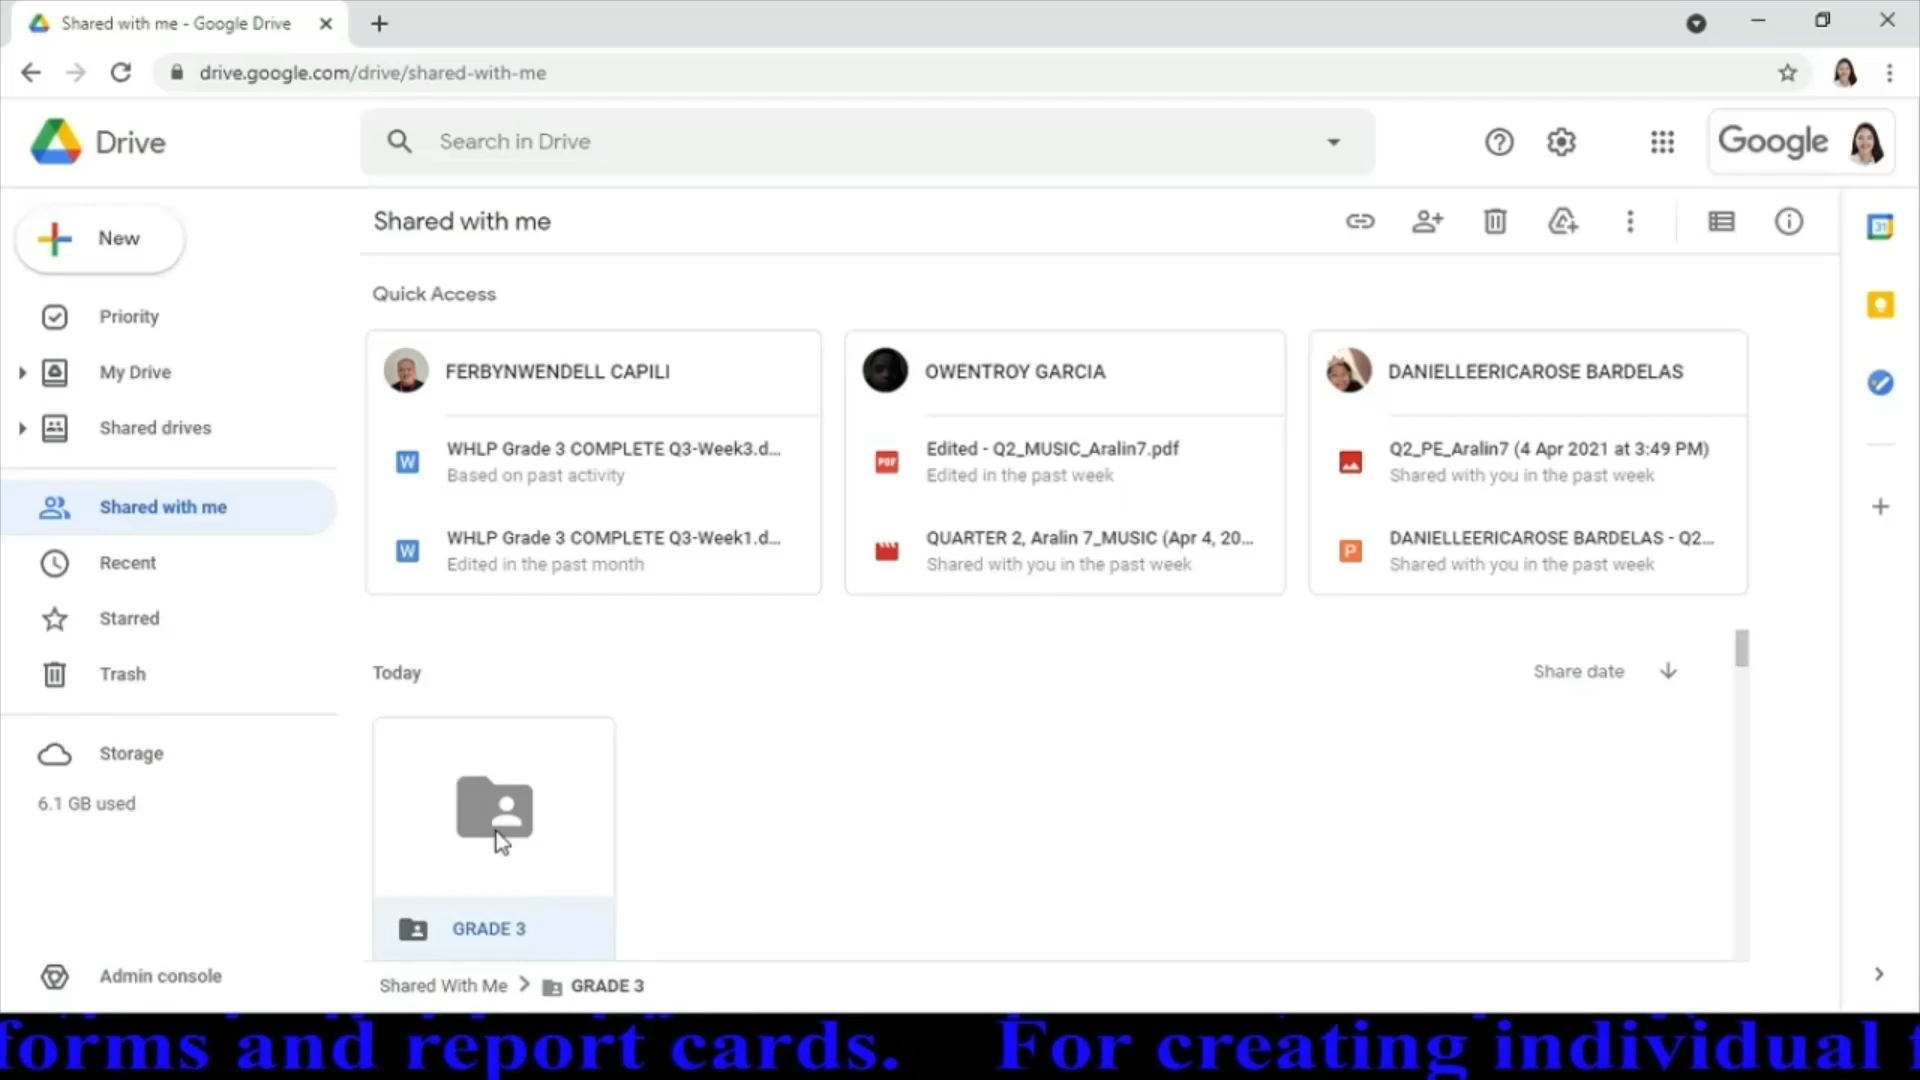 Shared with me - Google Drive
drive.google.com/drive/shared-with-me
Drive
Search in Drive
Google
New
Shared with me
Priority
My Drive
Shared drives
Shared with me
Recent
Starred
Trash
Storage
6.1 GB used
Admin console
Quick Access
FERBYNWENDELL CAPILI
WHLP Grade 3 COMPLETE Q3-Week3.d...
Based on past activity
WHLP Grade 3 COMPLETE Q3-Week1.d...
Edited in the past month
OWENTROY GARCIA
Edited - Q2_MUSIC_Aralin7.pdf
Edited in the past week
QUARTER 2, Aralin 7_MUSIC (Apr 4, 20...
Shared with you in the past week
DANIELLEERICAROSE BARDELAS
Q2_PE_Aralin7 (4 Apr 2021 at 3:49 PM)
Shared with you in the past week
DANIELLEERICAROSE BARDELAS - Q2...
Shared with you in the past week
W
W
PDF
P
31
Today
Share date
GRADE 3
Shared With Me > GRADE 3
forms and report cards. For creating individual